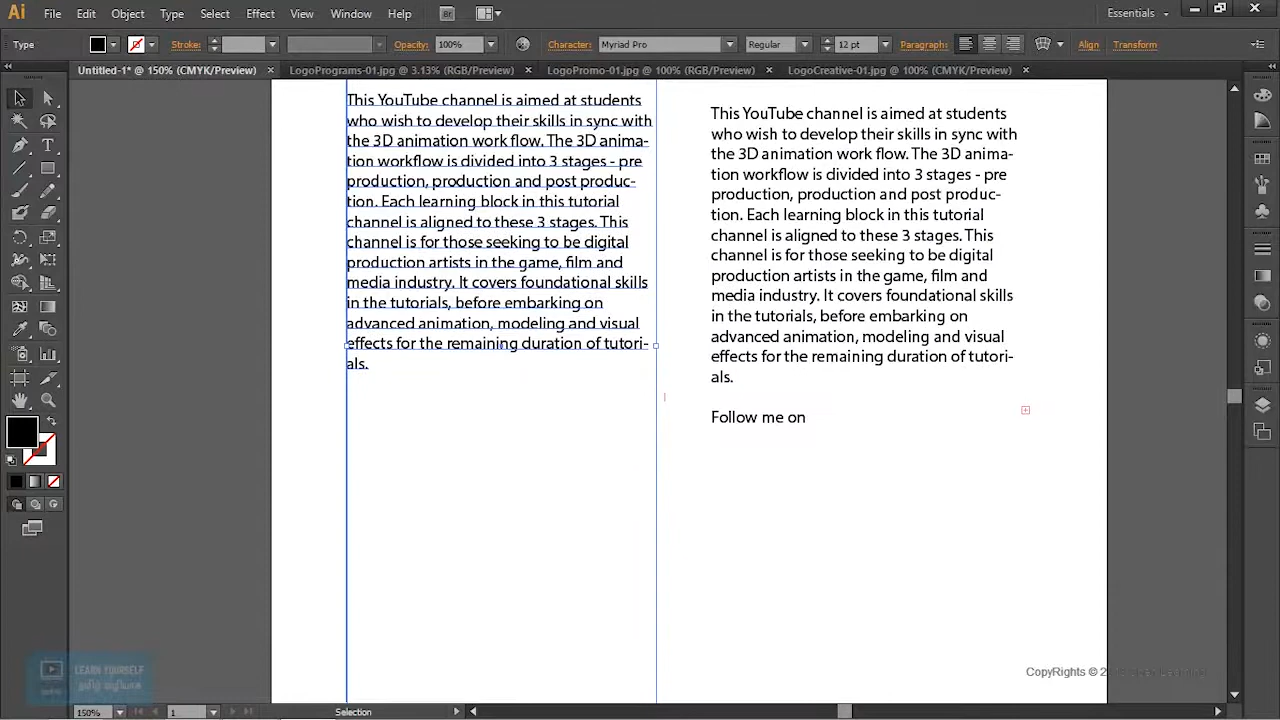 Ai File Edit Object Type Select Effect View Window Help Br Essentials
Type Stroke: Opacity: 100% Character: Myriad Pro Regular 12 pt Paragraph: Align Transform
Untitled-1* @ 150% (CMYK/Preview) × LogoPrograms-01.jpg @ 3.13% (RGB/Preview) × LogoPromo-01.jpg @ 100% (RGB/Preview) × LogoCreative-01.jpg @ 100% (CMYK/Preview) ×
This YouTube channel is aimed at students
who wish to develop their skills in sync with
the 3D animation work flow. The 3D anima-
tion workflow is divided into 3 stages - pre
production, production and post produc-
tion. Each learning block in this tutorial
channel is aligned to these 3 stages. This
channel is for those seeking to be digital
production artists in the game, film and
media industry. It covers foundational skills
in the tutorials, before embarking on
advanced animation, modeling and visual
effects for the remaining duration of tutori-
als.
This YouTube channel is aimed at students
who wish to develop their skills in sync with
the 3D animation work flow. The 3D anima-
tion workflow is divided into 3 stages - pre
production, production and post produc-
tion. Each learning block in this tutorial
channel is aligned to these 3 stages. This
channel is for those seeking to be digital
production artists in the game, film and
media industry. It covers foundational skills
in the tutorials, before embarking on
advanced animation, modeling and visual
effects for the remaining duration of tutori-
als.
Follow me on
LEARN YOURSELF
தமிழ் வழியாக
CopyRights ©
150% 1 Selection